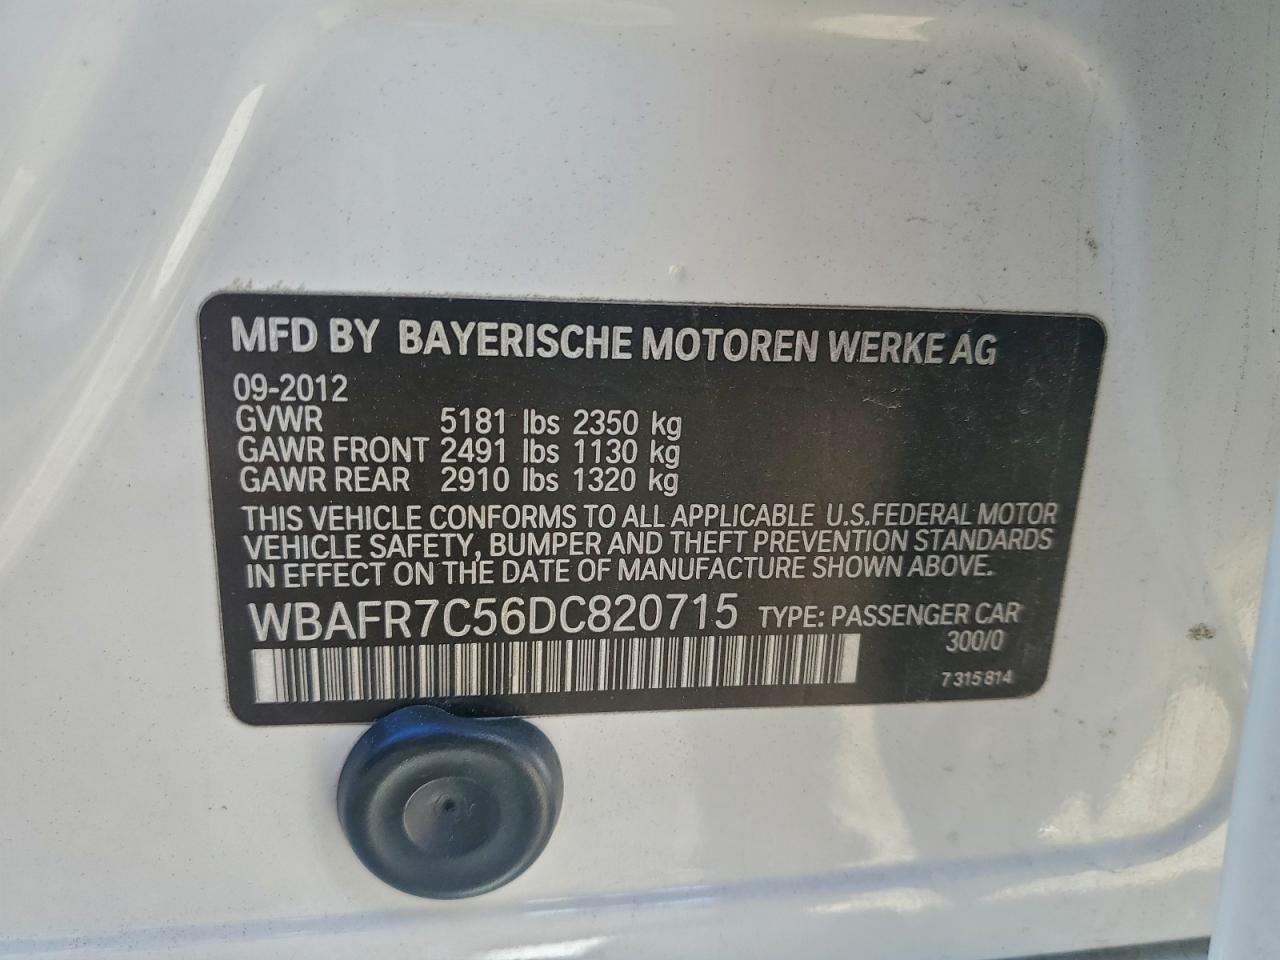 MFD BY BAYERISCHE MOTOREN WERKE AG
09-2012
GVWR 5181 lbs 2350 kg
GAWR FRONT 2491 lbs 1130 kg
GAWR REAR 2910 lbs 1320 kg
THIS VEHICLE CONFORMS TO ALL APPLICABLE U.S.FEDERAL MOTOR
VEHICLE SAFETY, BUMPER AND THEFT PREVENTION STANDARDS
IN EFFECT ON THE DATE OF MANUFACTURE SHOWN ABOVE.
WBAFR7C56DC820715 TYPE: PASSENGER CAR
300/0
7 315 814